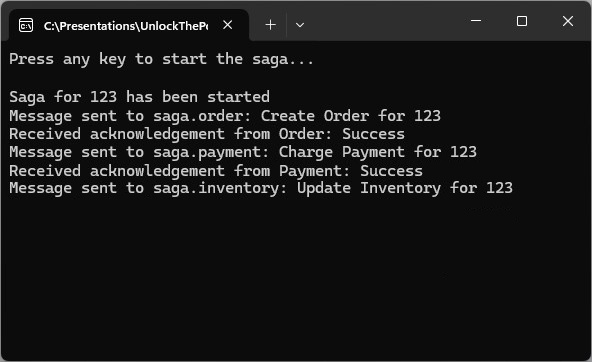 C:\Presentations\UnlockThePo
Press any key to start the saga...
Saga for 123 has been started
Message sent to saga.order: Create Order for 123
Received acknowledgement from Order: Success
Message sent to saga.payment: Charge Payment for 123
Received acknowledgement from Payment: Success
Message sent to saga.inventory: Update Inventory for 123